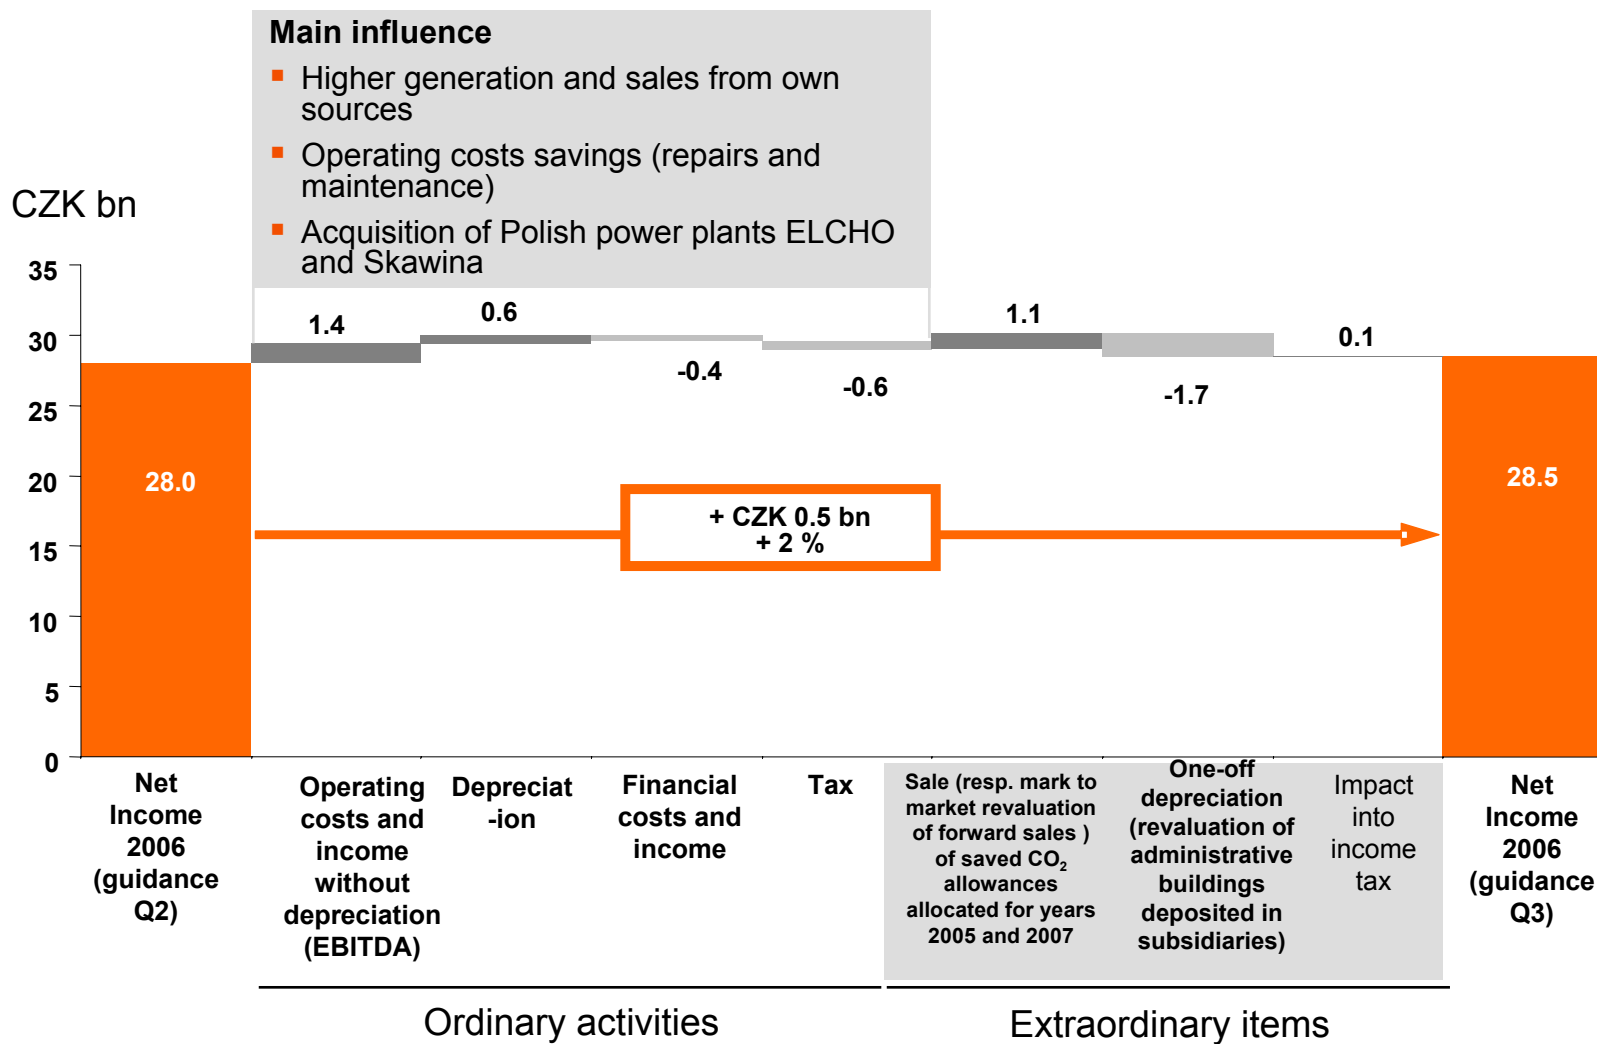 Main influence
Higher generation and sales from own
sources
Operating costs savings (repairs and
maintenance)
Acquisition of Polish power plants ELCHO
and Skawina
CZK bn
35
30
25
20
15
10
5
0
28.0
1.4
0.6
-0.4
-0.6
1.1
-1.7
0.1
28.5
+ CZK 0.5 bn
+ 2 %
Net
Income
2006
(guidance
Q2)
Operating
costs and
income
without
depreciation
(EBITDA)
Depreciat
-ion
Financial
costs and
income
Tax
Sale (resp. mark to
market revaluation
of forward sales )
of saved CO₂
allowances
allocated for years
2005 and 2007
One-off
depreciation
(revaluation of
administrative
buildings
deposited in
subsidiaries)
Impact
into
income
tax
Net
Income
2006
(guidance
Q3)
Ordinary activities
Extraordinary items